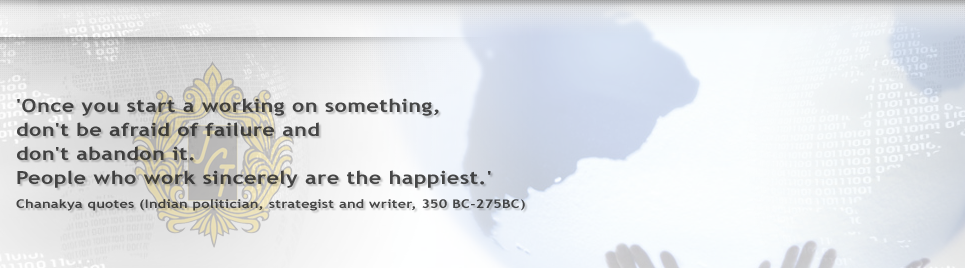 'Once you start a working on something,
don't be afraid of failure and
don't abandon it.
People who work sincerely are the happiest.'
Chanakya quotes (Indian politician, strategist and writer, 350 BC-275BC)